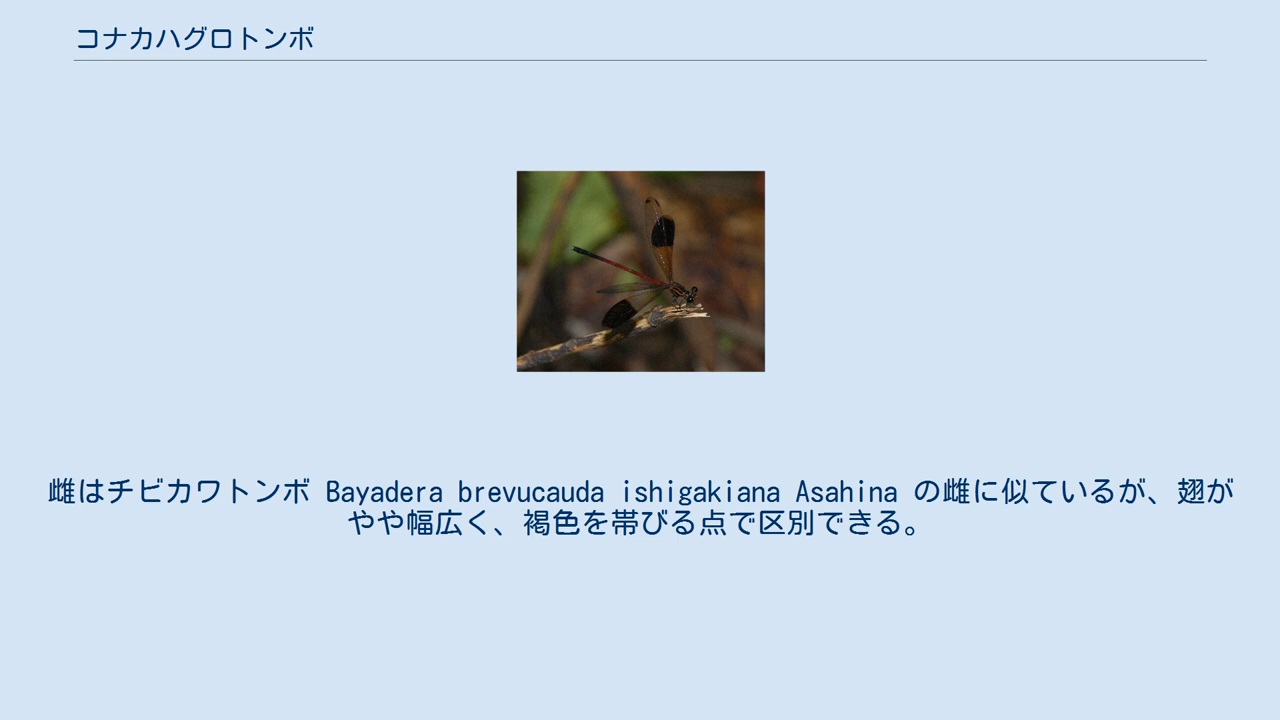 コナカハグロトンボ
雌はチビカワトンボ Bayadera brevucauda ishigakiana Asahina の雌に似ているが、翅が
やや幅広く、褐色を帯びる点で区別できる。